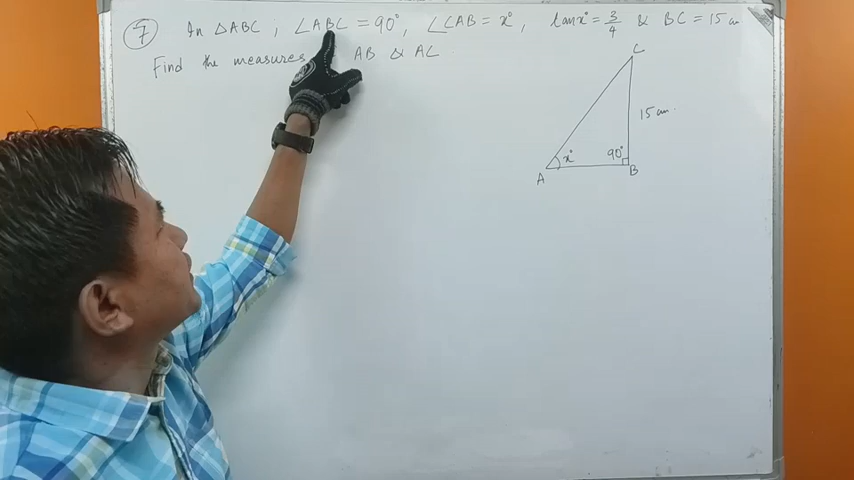 7 In △ABC ; ∠ABC = 90°, ∠CAB = x°, tan x° = 3/4 & BC = 15 cm
Find the measures AB & AC
C
15 cm.
x° 90°
A B